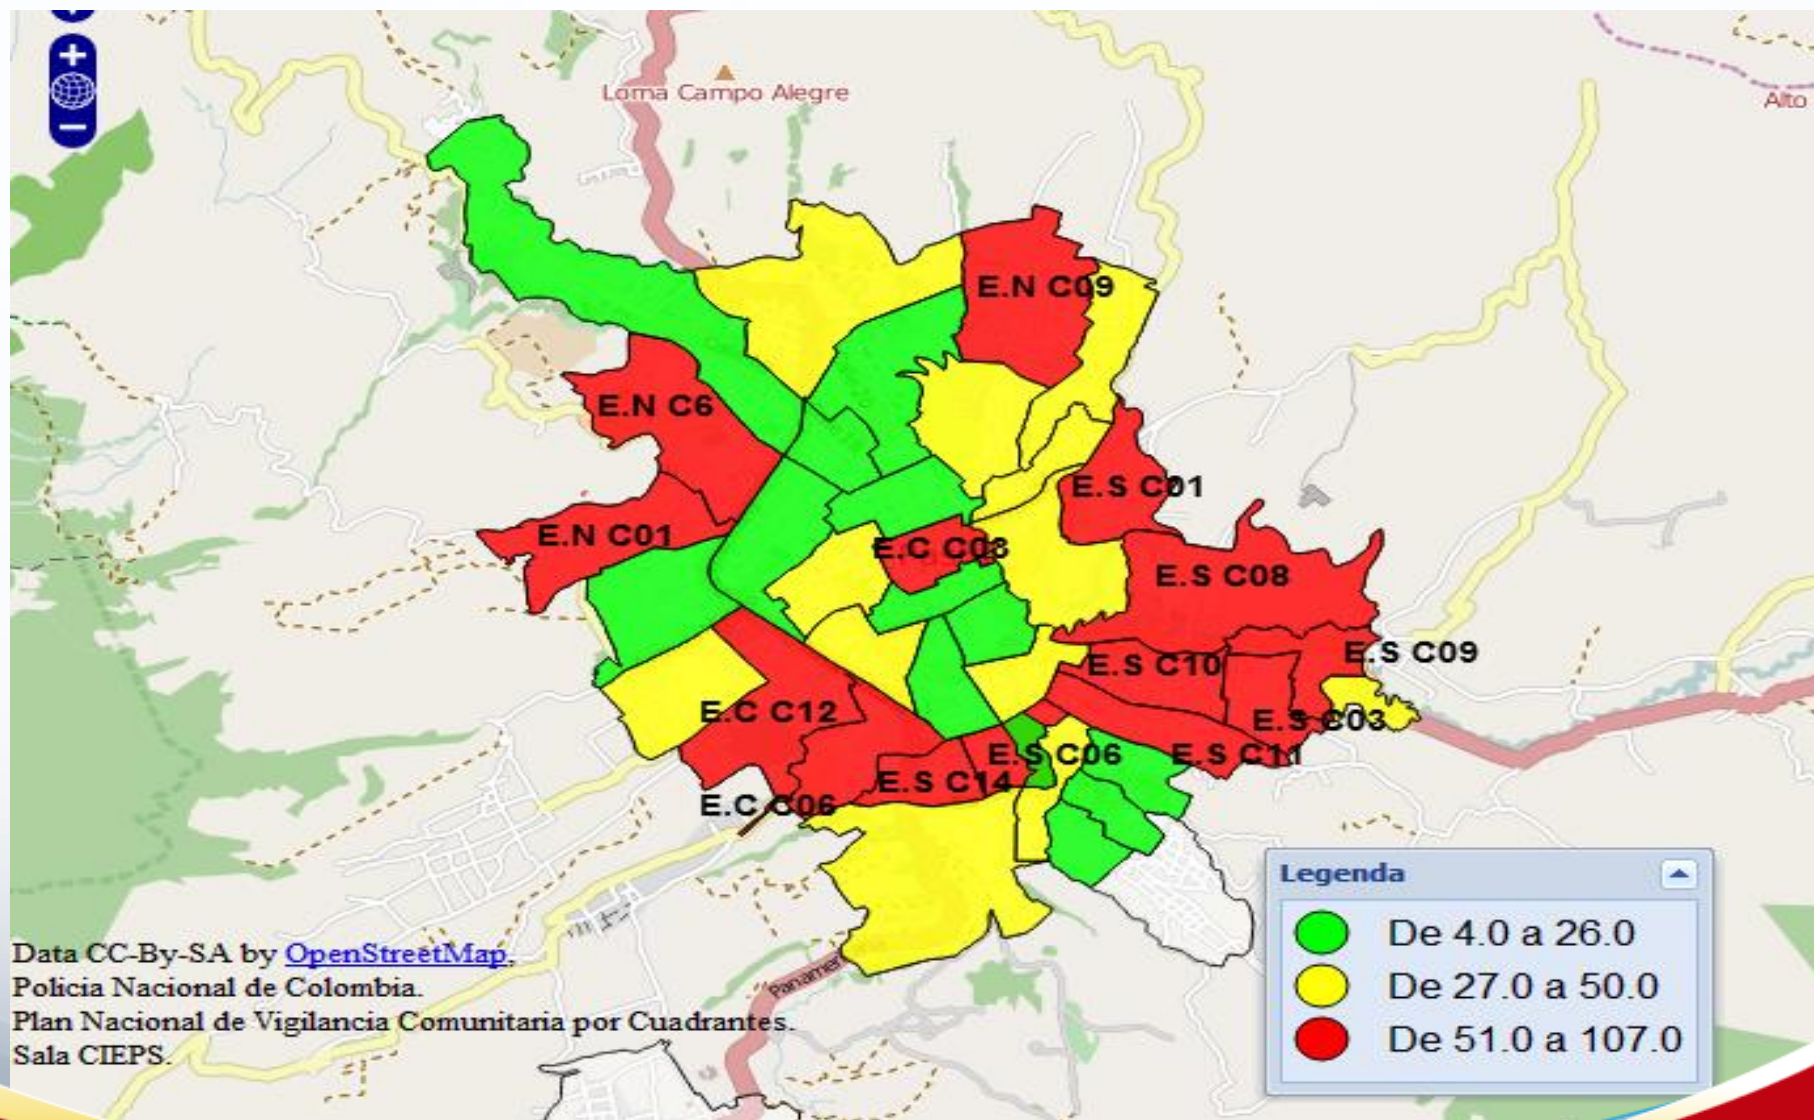 Loma Campo Alegre
Alto
E.N C09
E.N C6
E.S C01
E.N C01
E.C C03
E.S C08
E.S C09
E.S C10
E.C C12
E.S C03
E.S C06
E.S C11
E.S C14
E.C C06
Legenda
De 4.0 a 26.0
De 27.0 a 50.0
De 51.0 a 107.0
Data CC-By-SA by OpenStreetMap.
Policia Nacional de Colombia.
Plan Nacional de Vigilancia Comunitaria por Cuadrantes.
Sala CIEPS.